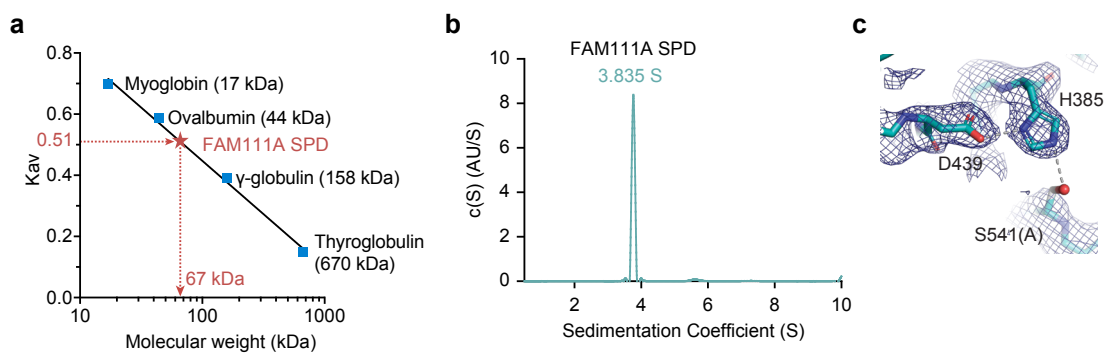 a
0.8
0.6
0.51
0.4
0.2
0.0
Kav
Myoglobin (17 kDa)
Ovalbumin (44 kDa)
FAM111A SPD
γ-globulin (158 kDa)
Thyroglobulin
(670 kDa)
67 kDa
10
100
1000
Molecular weight (kDa)
b
FAM111A SPD
3.835 S
10
8
6
4
2
0
c(S) (AU/S)
2
4
6
8
10
Sedimentation Coefficient (S)
c
H385
D439
S541(A)